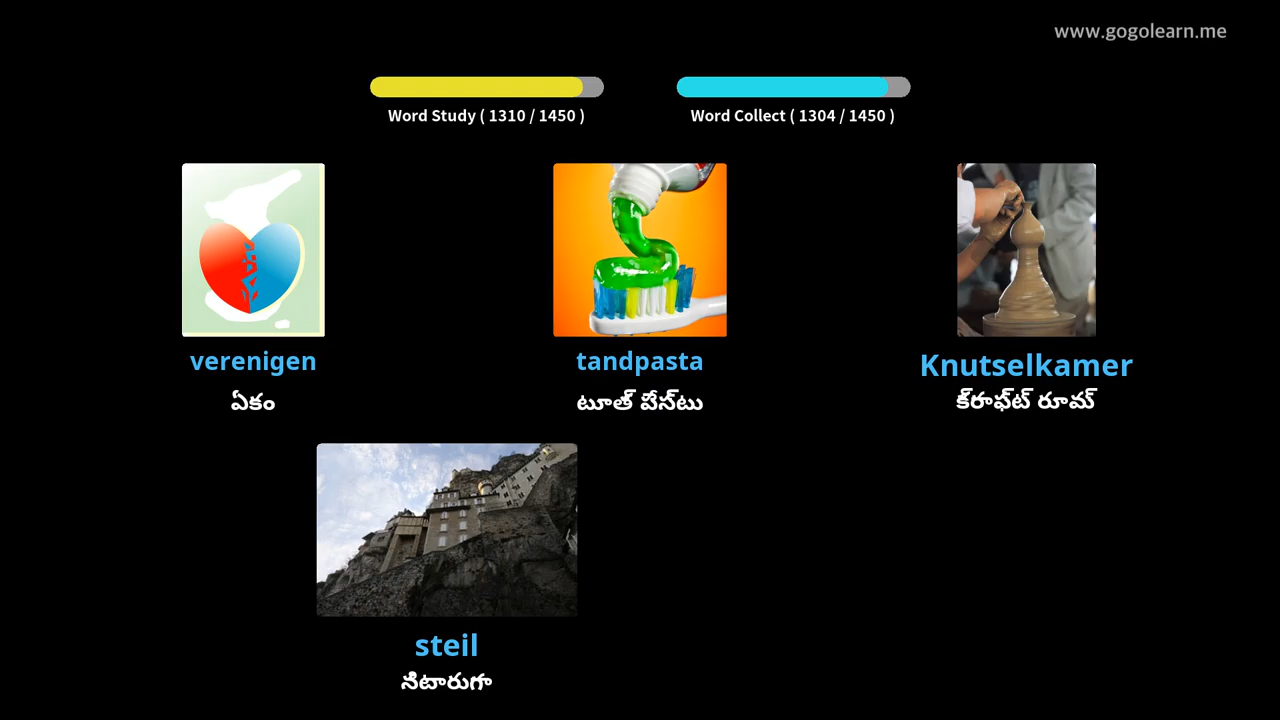 www.gogolearn.me
Word Study ( 1310 / 1450 )
Word Collect ( 1304 / 1450 )
verenigen
ఏకం
tandpasta
టూత్ పేస్‌టు
Knutselkamer
క్‌రాఫ్‌ట్ రూమ్
steil
నిటారుగా